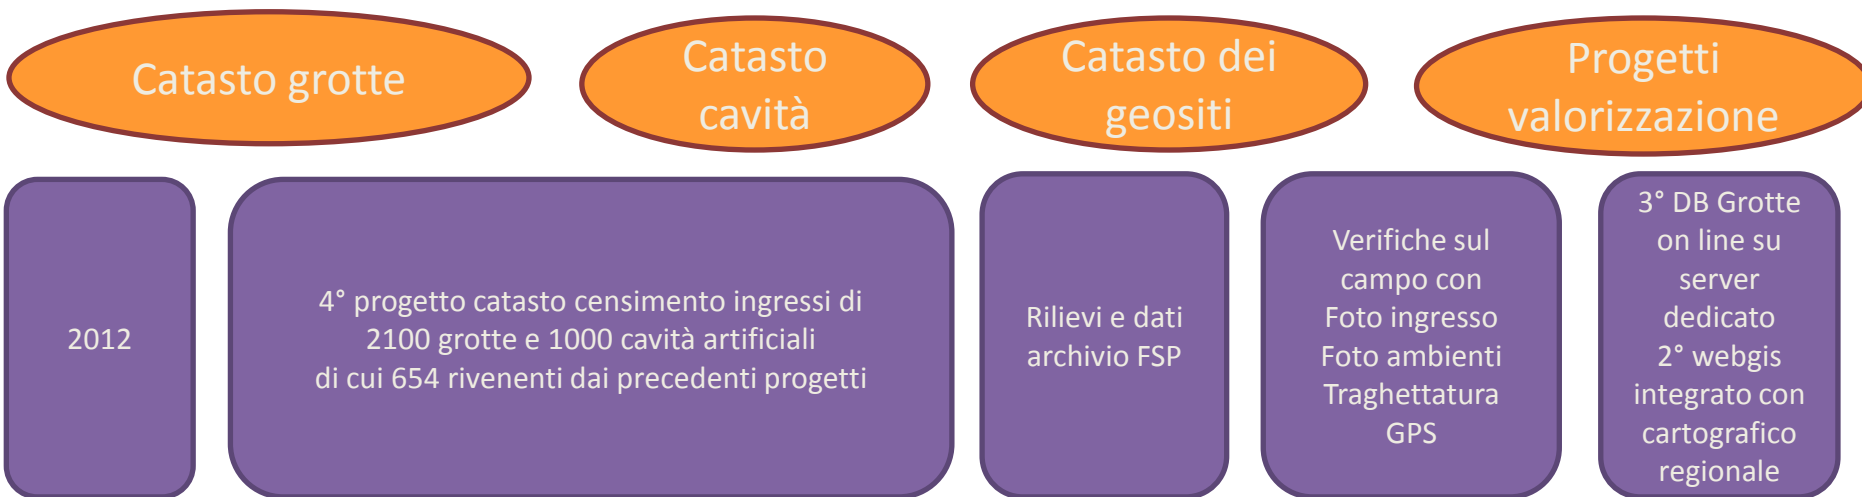 Catasto grotte
Catasto
cavità
Catasto dei
geositi
Progetti
valorizzazione
2012
4° progetto catasto censimento ingressi di
2100 grotte e 1000 cavità artificiali
di cui 654 rivenenti dai precedenti progetti
Rilievi e dati
archivio FSP
Verifiche sul
campo con
Foto ingresso
Foto ambienti
Traghettatura
GPS
3° DB Grotte
on line su
server
dedicato
2° webgis
integrato con
cartografico
regionale